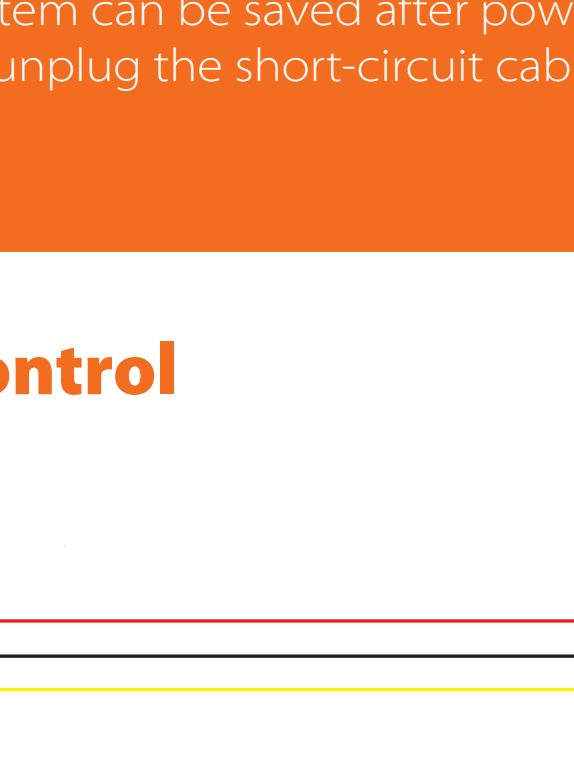 tem can be saved after pow
unplug the short-circuit cab
ontrol